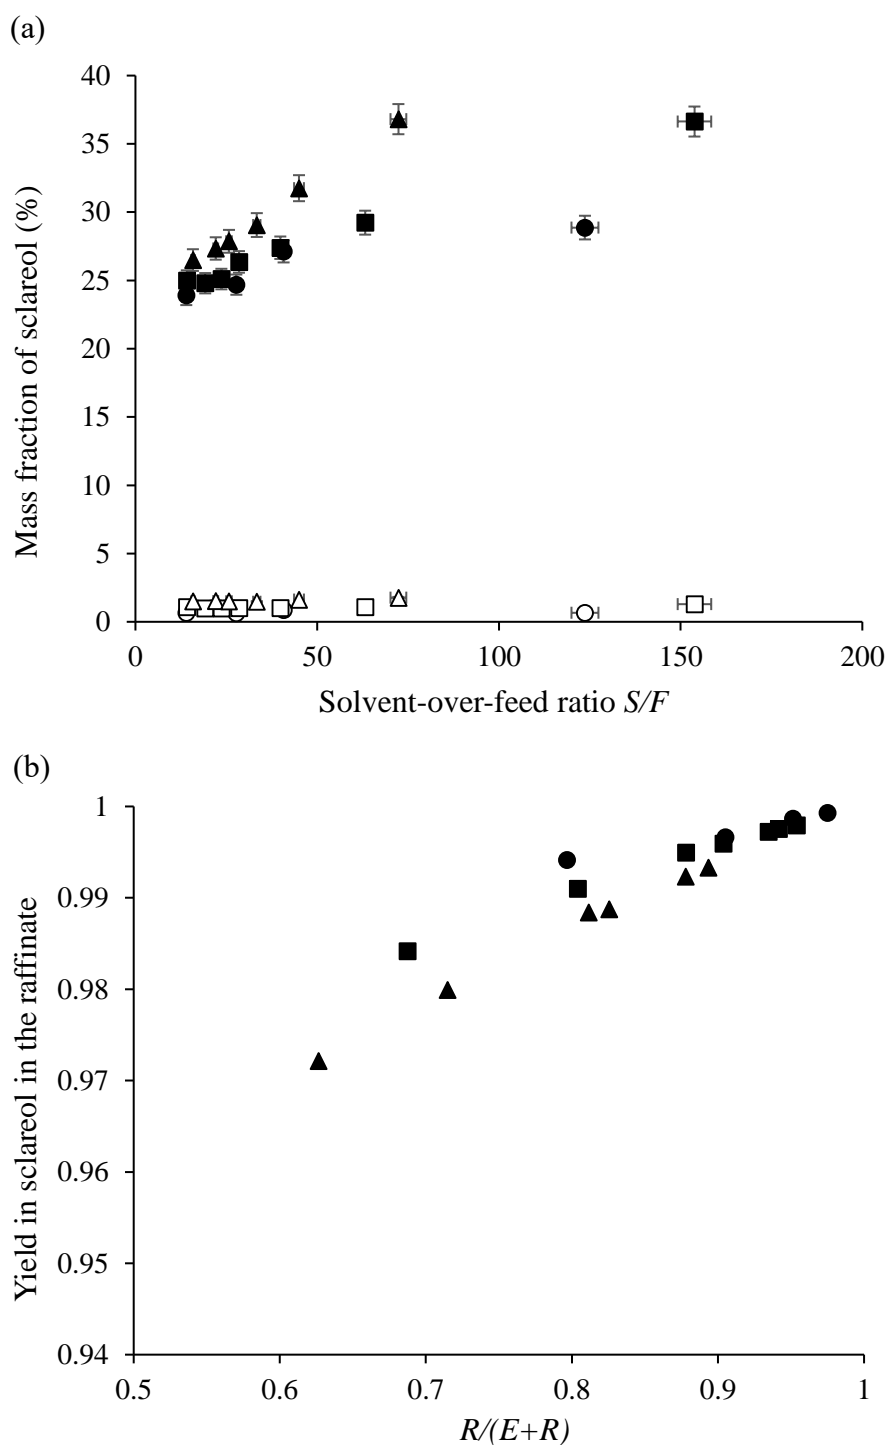 (a)
40
35
30
25
20
15
10
5
0
Mass fraction of sclareol (%)
0 50 100 150 200
Solvent-over-feed ratio S/F
(b)
1
0.99
0.98
0.97
0.96
0.95
0.94
Yield in sclareol in the raffinate
0.5 0.6 0.7 0.8 0.9 1
R/(E+R)